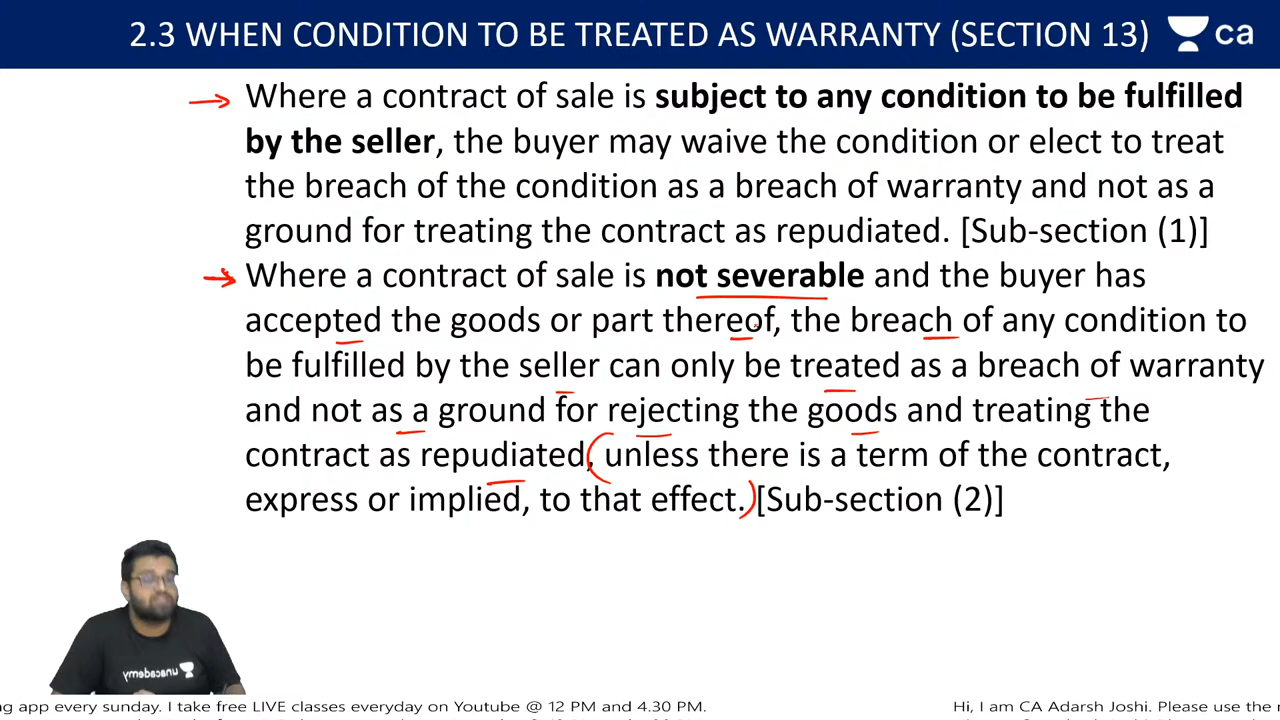 2.3 WHEN CONDITION TO BE TREATED AS WARRANTY (SECTION 13)
ca
Where a contract of sale is subject to any condition to be fulfilled
by the seller, the buyer may waive the condition or elect to treat
the breach of the condition as a breach of warranty and not as a
ground for treating the contract as repudiated. [Sub-section (1)]
Where a contract of sale is not severable and the buyer has
accepted the goods or part thereof, the breach of any condition to
be fulfilled by the seller can only be treated as a breach of warranty
and not as a ground for rejecting the goods and treating the
contract as repudiated, unless there is a term of the contract,
express or implied, to that effect. [Sub-section (2)]
unacademy
ng app every sunday. I take free LIVE classes everyday on Youtube @ 12 PM and 4.30 PM.
Hi, I am CA Adarsh Joshi. Please use the